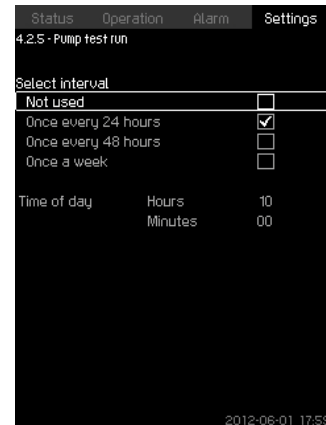 Status Operation Alarm Settings
4.2.5 - Pump test run
Select interval
Not used
Once every 24 hours
Once every 48 hours
Once a week
Time of day Hours 10
Minutes 00
2012-06-01 17:59